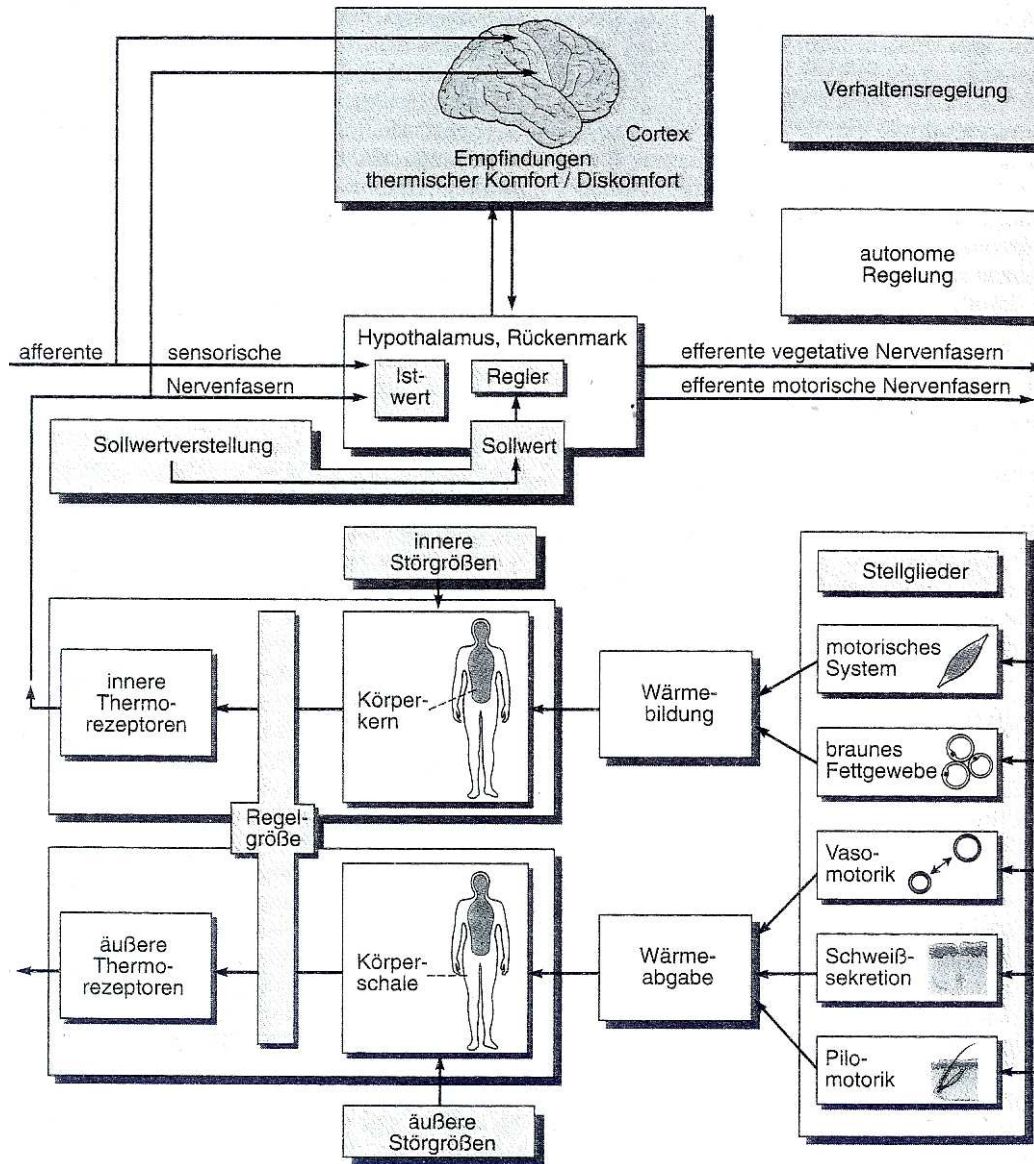 Cortex
Empfindungen
thermischer Komfort / Diskomfort
Verhaltensregelung
autonome
Regelung
afferente sensorische
Nervenfasern
Hypothalamus, Rückenmark
Ist-
wert
Regler
Sollwert
Sollwertverstellung
efferente vegetative Nervenfasern
efferente motorische Nervenfasern
innere
Störgrößen
innere
Thermo-
rezeptoren
Körper-
kern
Wärme-
bildung
Regel-
größe
äußere
Thermo-
rezeptoren
Körper-
schale
Wärme-
abgabe
äußere
Störgrößen
Stellglieder
motorisches
System
braunes
Fettgewebe
Vaso-
motorik
Schweiß-
sekretion
Pilo-
motorik